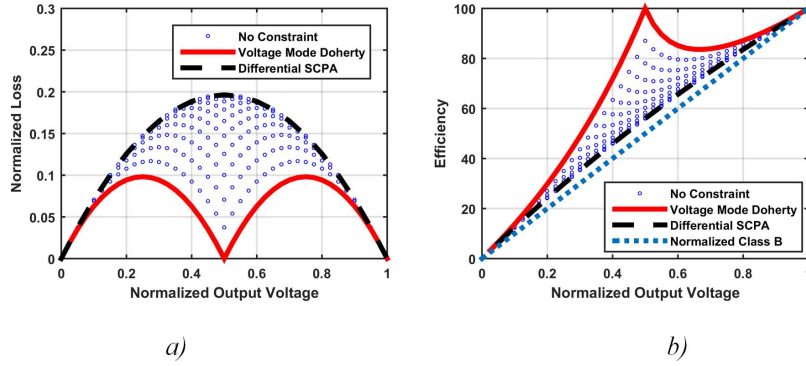 0.3
0.25
0.2
0.15
0.1
0.05
0
Normalized Loss
No Constraint
Voltage Mode Doherty
Differential SCPA
0 0.2 0.4 0.6 0.8 1
Normalized Output Voltage
a)
100
80
60
40
20
0
Efficiency
No Constraint
Voltage Mode Doherty
Differential SCPA
Normalized Class B
0 0.2 0.4 0.6 0.8 1
Normalized Output Voltage
b)